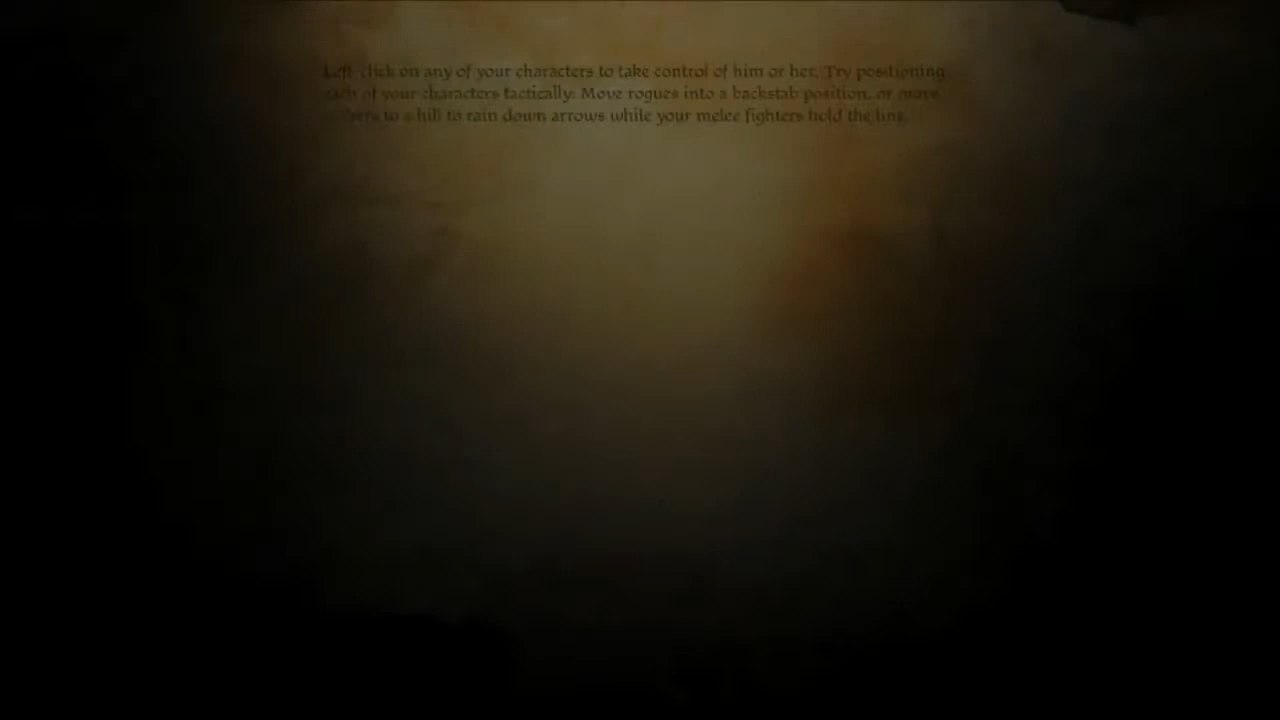 Left-click on any of your characters to take control of him or her. Try positioning
each of your characters tactically: Move rogues into a backstab position, or move
to a hill to rain down arrows while your melee fighters hold the line.